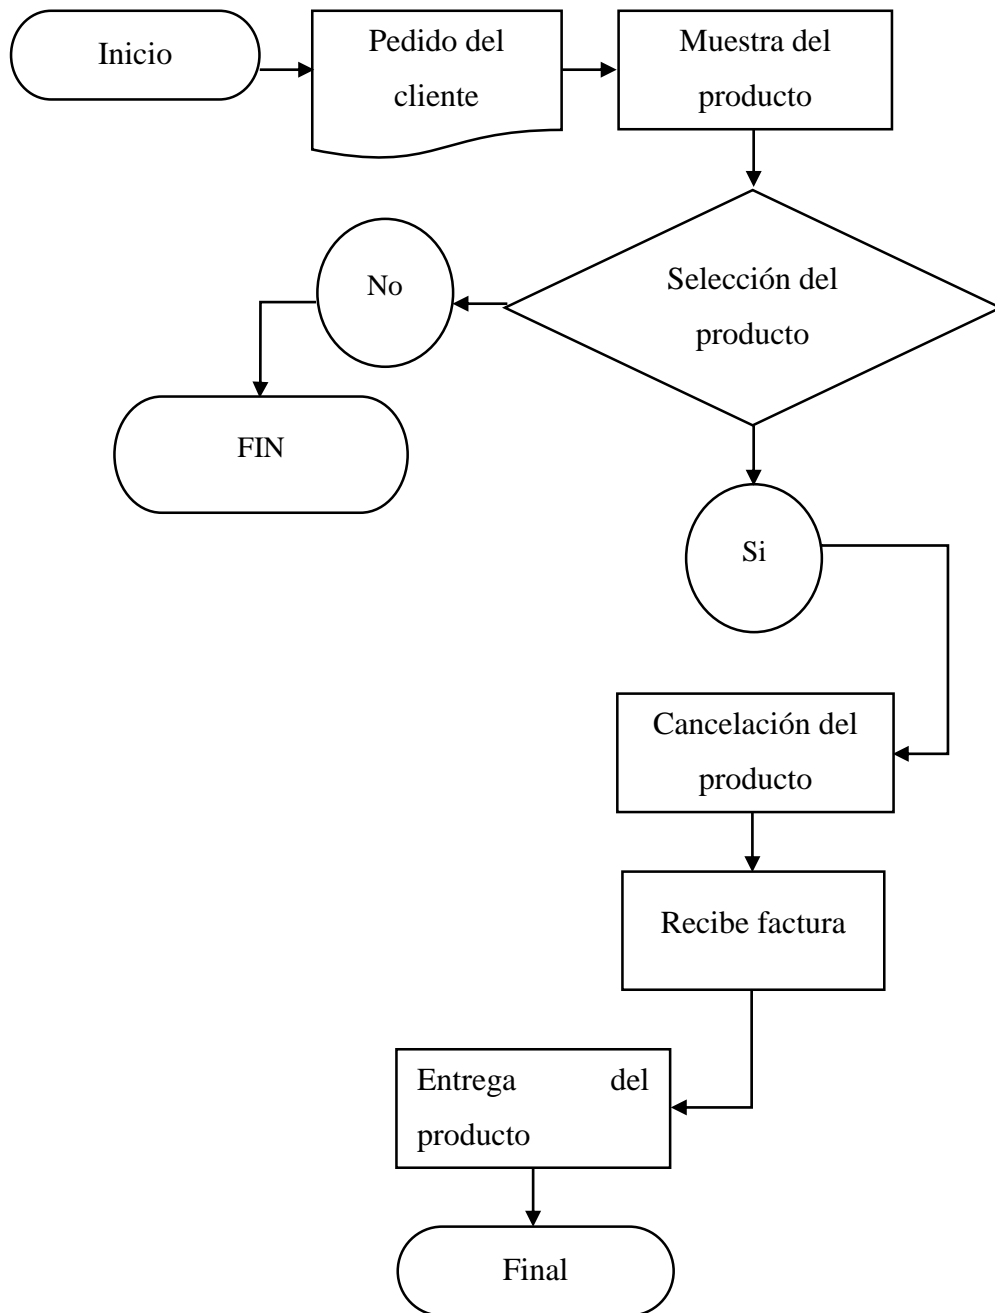 Inicio
Pedido del
cliente
Muestra del
producto
Selección del
producto
No
FIN
Si
Cancelación del
producto
Recibe factura
Entrega del
producto
Final